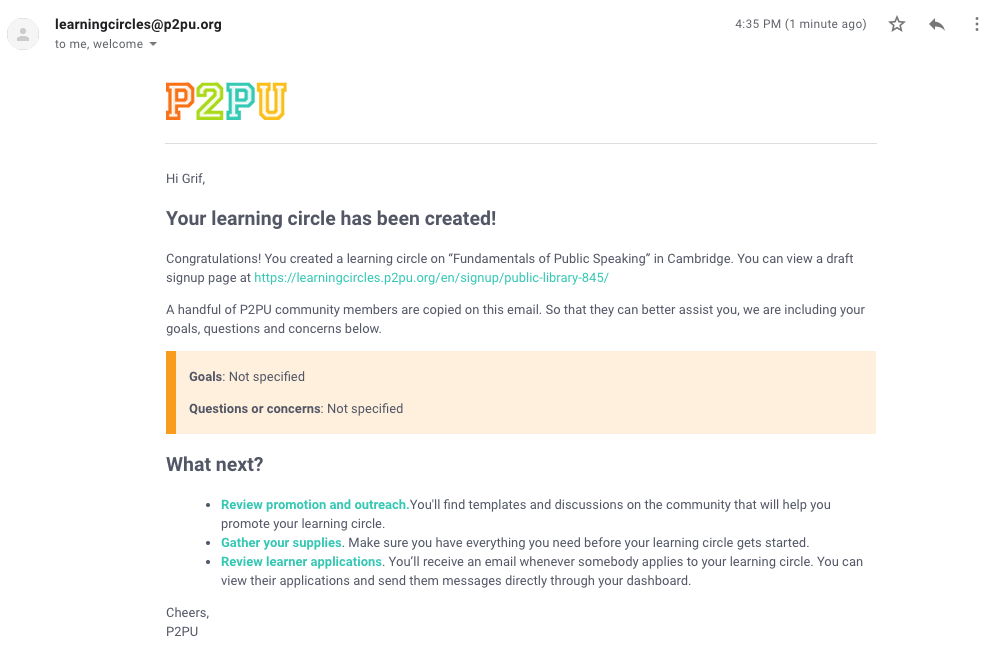 learningcircles@p2pu.org
4:35 PM (1 minute ago)
to me, welcome
P2PU
Hi Grif,
Your learning circle has been created!
Congratulations! You created a learning circle on “Fundamentals of Public Speaking” in Cambridge. You can view a draft
signup page at https://learningcircles.p2pu.org/en/signup/public-library-845/
A handful of P2PU community members are copied on this email. So that they can better assist you, we are including your
goals, questions and concerns below.
Goals: Not specified
Questions or concerns: Not specified
What next?
• Review promotion and outreach.You'll find templates and discussions on the community that will help you
promote your learning circle.
• Gather your supplies. Make sure you have everything you need before your learning circle gets started.
• Review learner applications. You’ll receive an email whenever somebody applies to your learning circle. You can
view their applications and send them messages directly through your dashboard.
Cheers,
P2PU